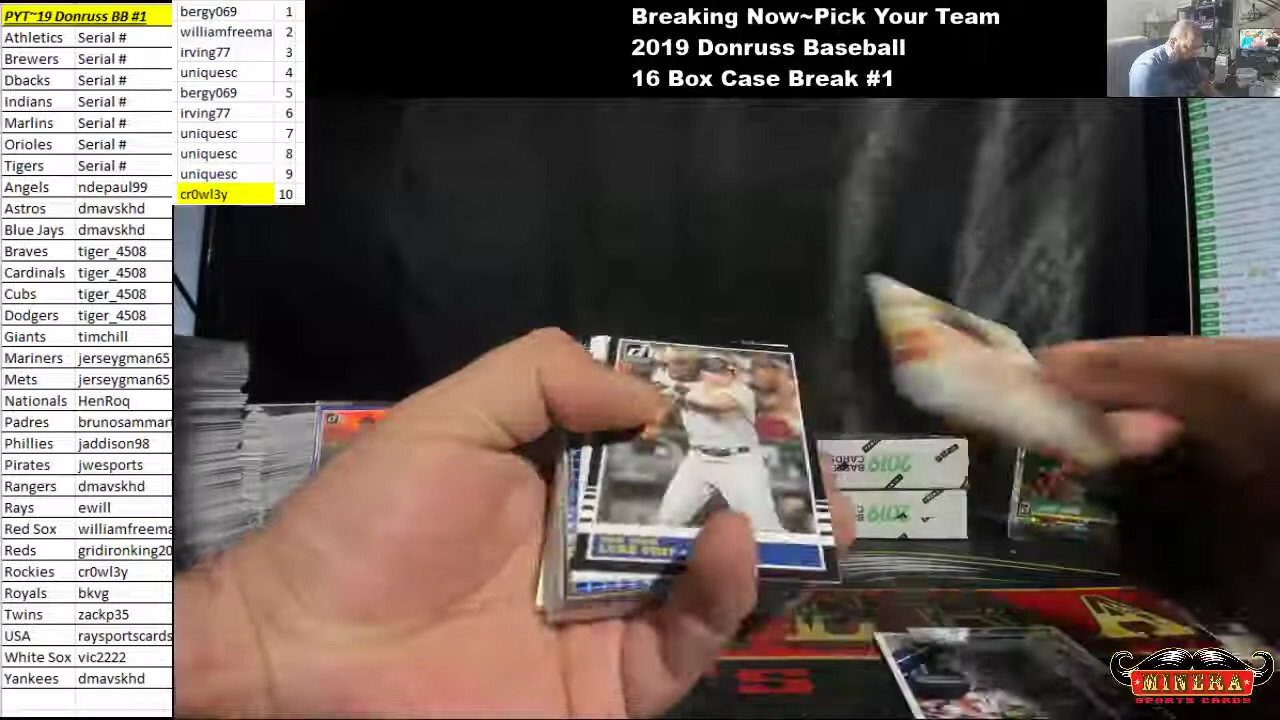 PYT~19 Donruss BB #1
Athletics Serial #
Brewers Serial #
Dbacks Serial #
Indians Serial #
Marlins Serial #
Orioles Serial #
Tigers Serial #
Angels ndepaul99
Astros dmavskhd
Blue Jays dmavskhd
Braves tiger_4508
Cardinals tiger_4508
Cubs tiger_4508
Dodgers tiger_4508
Giants timchill
Mariners jerseygman65
Mets jerseygman65
Nationals HenRoq
Padres brunosammar
Phillies jaddison98
Pirates jwesports
Rangers dmavskhd
Rays ewill
Red Sox williamfreema
Reds gridironking20
Rockies cr0wl3y
Royals bkvg
Twins zackp35
USA raysportscards
White Sox vic2222
Yankees dmavskhd
bergy069 1
williamfreema 2
irving77 3
uniquesc 4
bergy069 5
irving77 6
uniquesc 7
uniquesc 8
uniquesc 9
cr0wl3y 10
Breaking Now~Pick Your Team
2019 Donruss Baseball
16 Box Case Break #1
LUKE VOIT
2019
2019
MINERA
SPORTS CARDS